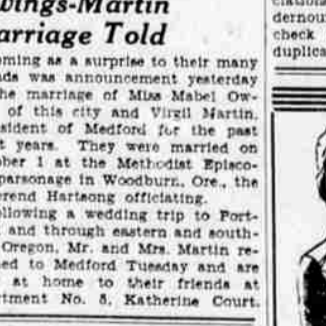 wings-Martin
arriage Told
ming as a surprise to their many
ds was announcement yesterday
he marriage of Miss Mabel Ow-
of this city and Virgil Martin,
sident of Medford for the past
t years. They were married on
ber 1 at the Methodist Episco-
parsonage in Woodburn, Ore., the
erend Hartsong officiating.
ollowing a wedding trip to Port-
and through eastern and south-
Oregon, Mr. and Mrs. Martin re-
ed to Medford Tuesday and are
at home to their friends at
rtment No. 8, Katherine Court.
dernou
check
duplica